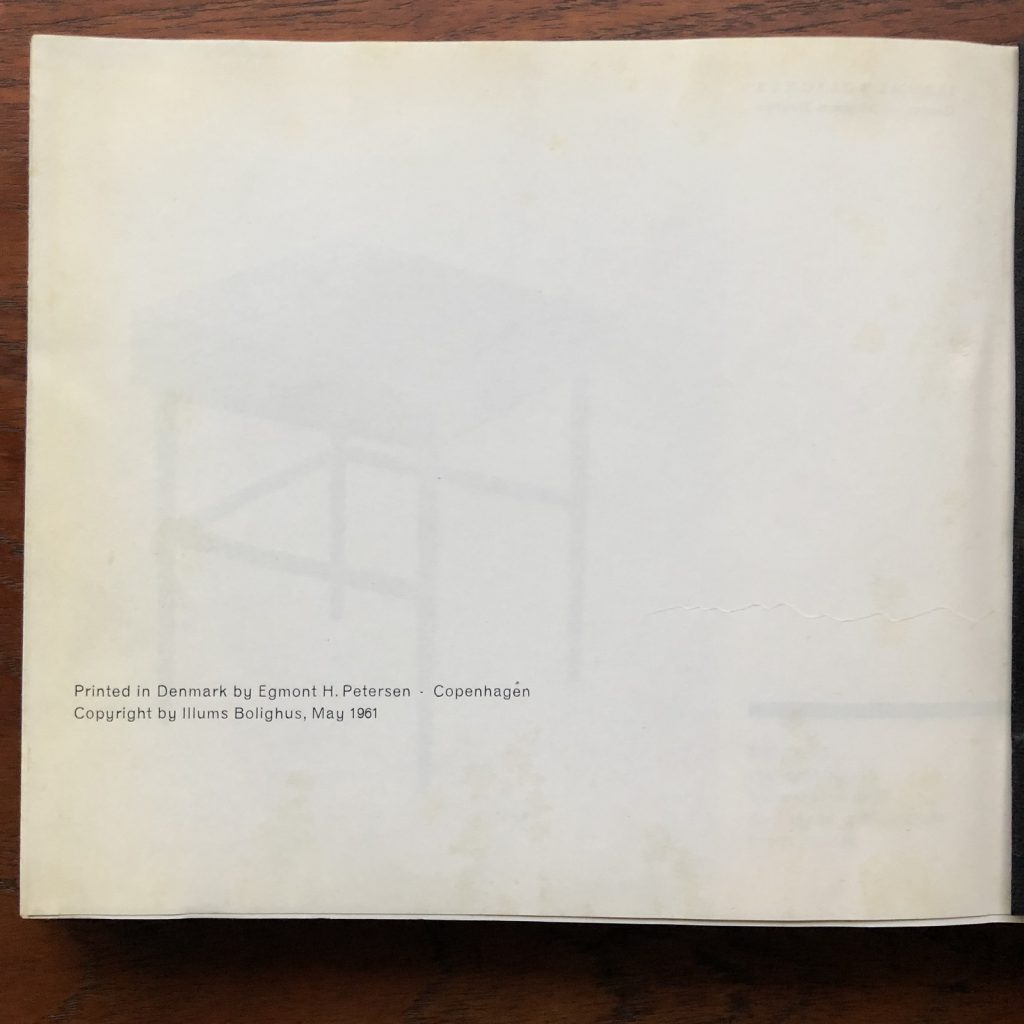 Printed in Denmark by Egmont H. Petersen - Copenhagen
Copyright by Illums Bolighus, May 1961